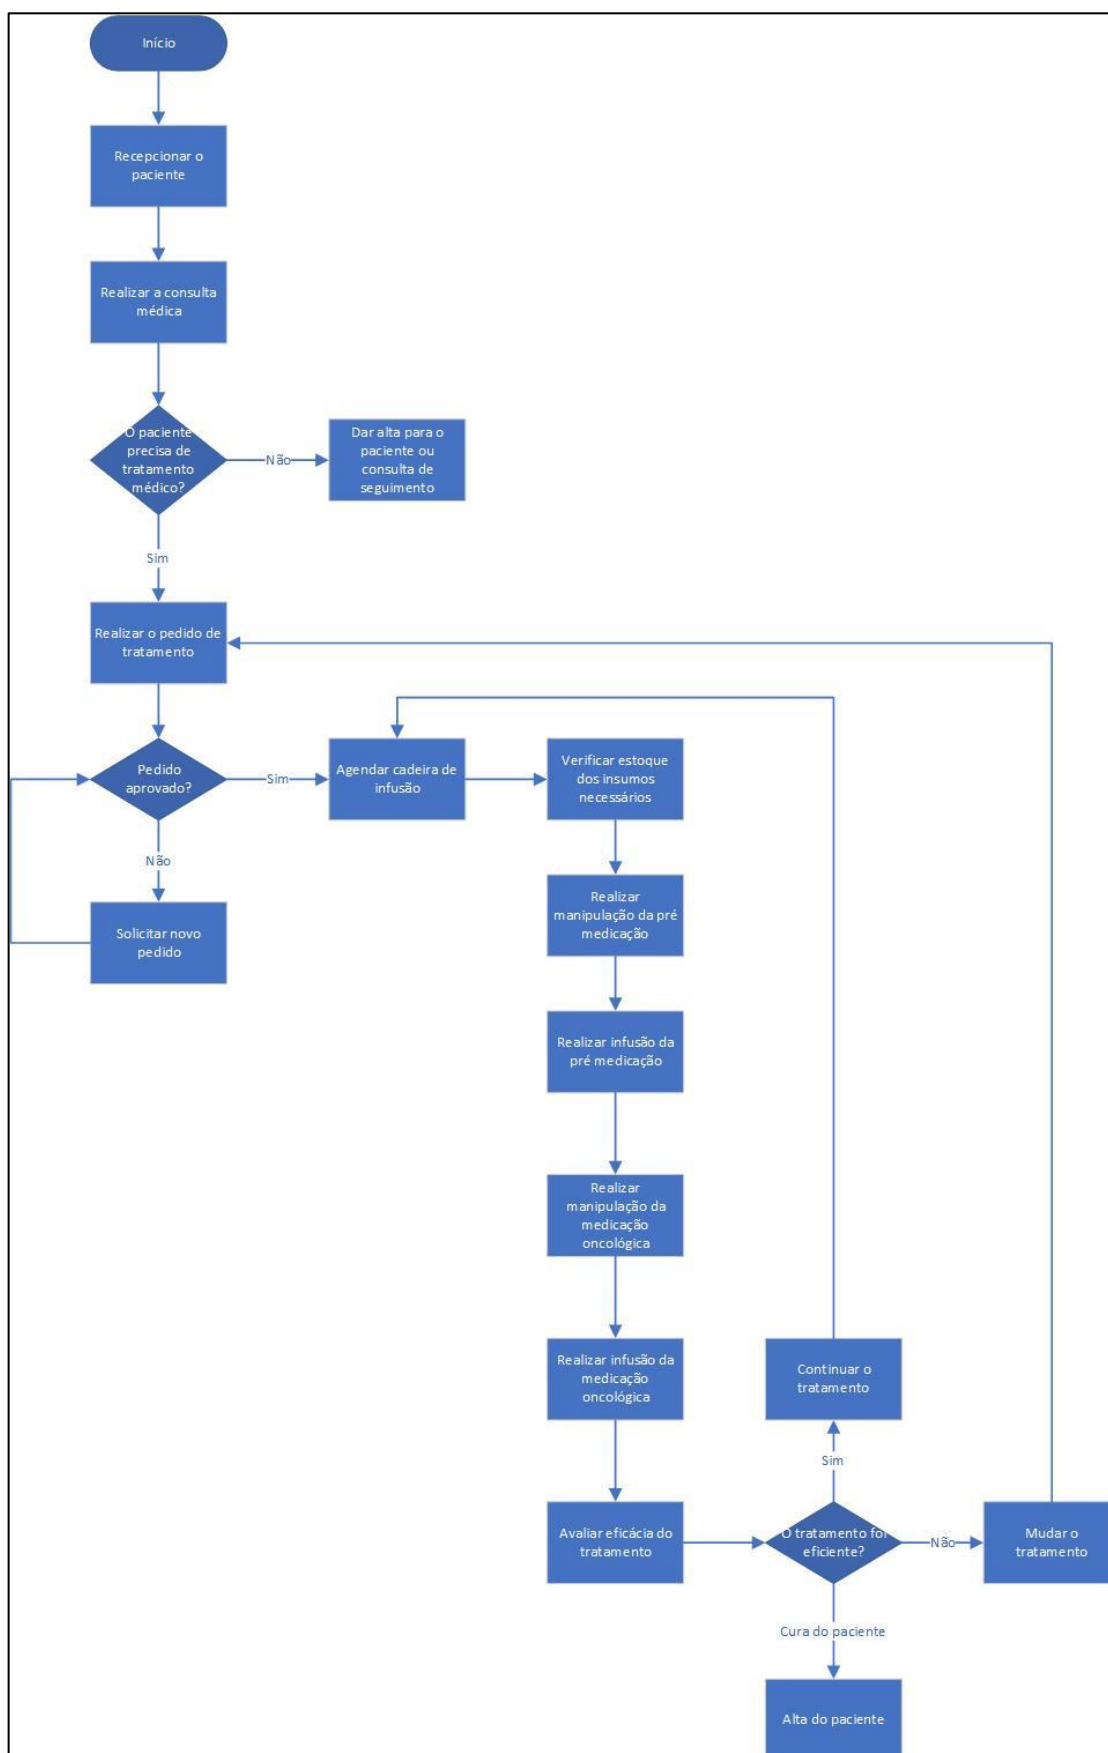 Início
Recepcionar o
paciente
Realizar a consulta
médica
O paciente
precisa de
tratamento
médico?
Não
Dar alta para o
paciente ou
consulta de
seguimento
Sim
Realizar o pedido de
tratamento
Pedido
aprovado?
Sim
Agendar cadeira de
infusão
Verificar estoque
dos insumos
necessários
Não
Solicitar novo
pedido
Realizar
manipulação da pré
medicação
Realizar infusão da
pré medicação
Realizar
manipulação da
medicação
oncológica
Realizar infusão da
medicação
oncológica
Continuar o
tratamento
Sim
Avaliar eficácia do
tratamento
O tratamento foi
eficiente?
Não
Mudar o
tratamento
Cura do paciente
Alta do paciente